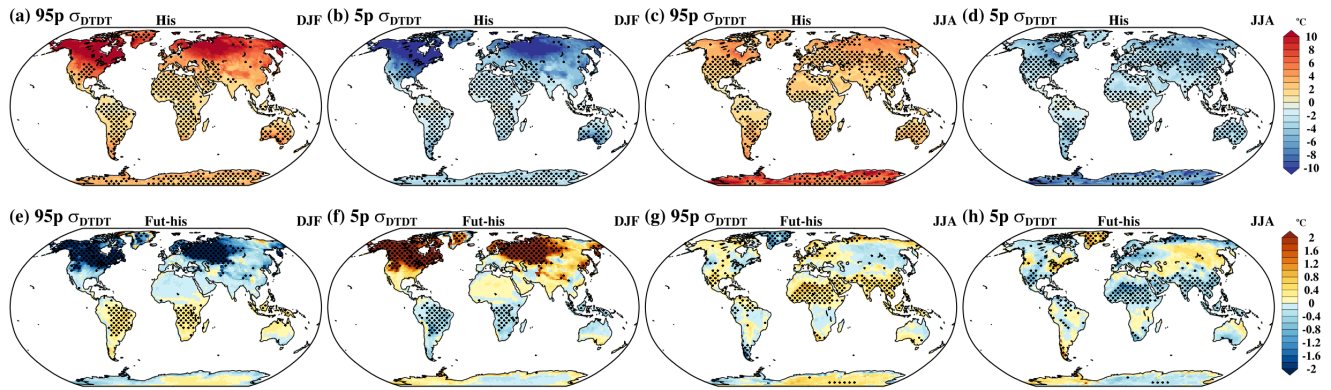 (a) 95p σDTDT His DJF
(b) 5p σDTDT His DJF
(c) 95p σDTDT His JJA
(d) 5p σDTDT His JJA
°C
10
8
6
4
2
0
-2
-4
-6
-8
-10
(e) 95p σDTDT Fut-his DJF
(f) 5p σDTDT Fut-his DJF
(g) 95p σDTDT Fut-his JJA
(h) 5p σDTDT Fut-his JJA
°C
2
1.6
1.2
0.8
0.4
0
-0.4
-0.8
-1.2
-1.6
-2